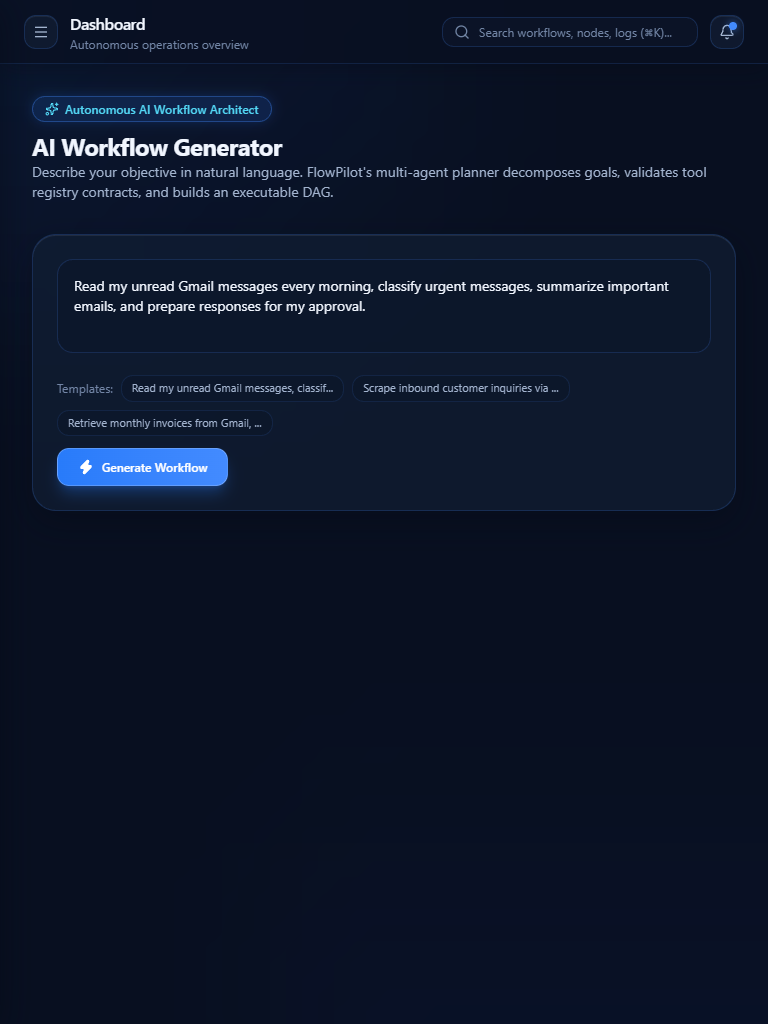 Dashboard
Autonomous operations overview
Search workflows, nodes, logs (⌘K)...
Autonomous AI Workflow Architect
AI Workflow Generator
Describe your objective in natural language. FlowPilot's multi-agent planner decomposes goals, validates tool
registry contracts, and builds an executable DAG.
Read my unread Gmail messages every morning, classify urgent messages, summarize important
emails, and prepare responses for my approval.
Templates:
Read my unread Gmail messages, classif...
Scrape inbound customer inquiries via ...
Retrieve monthly invoices from Gmail, ...
Generate Workflow